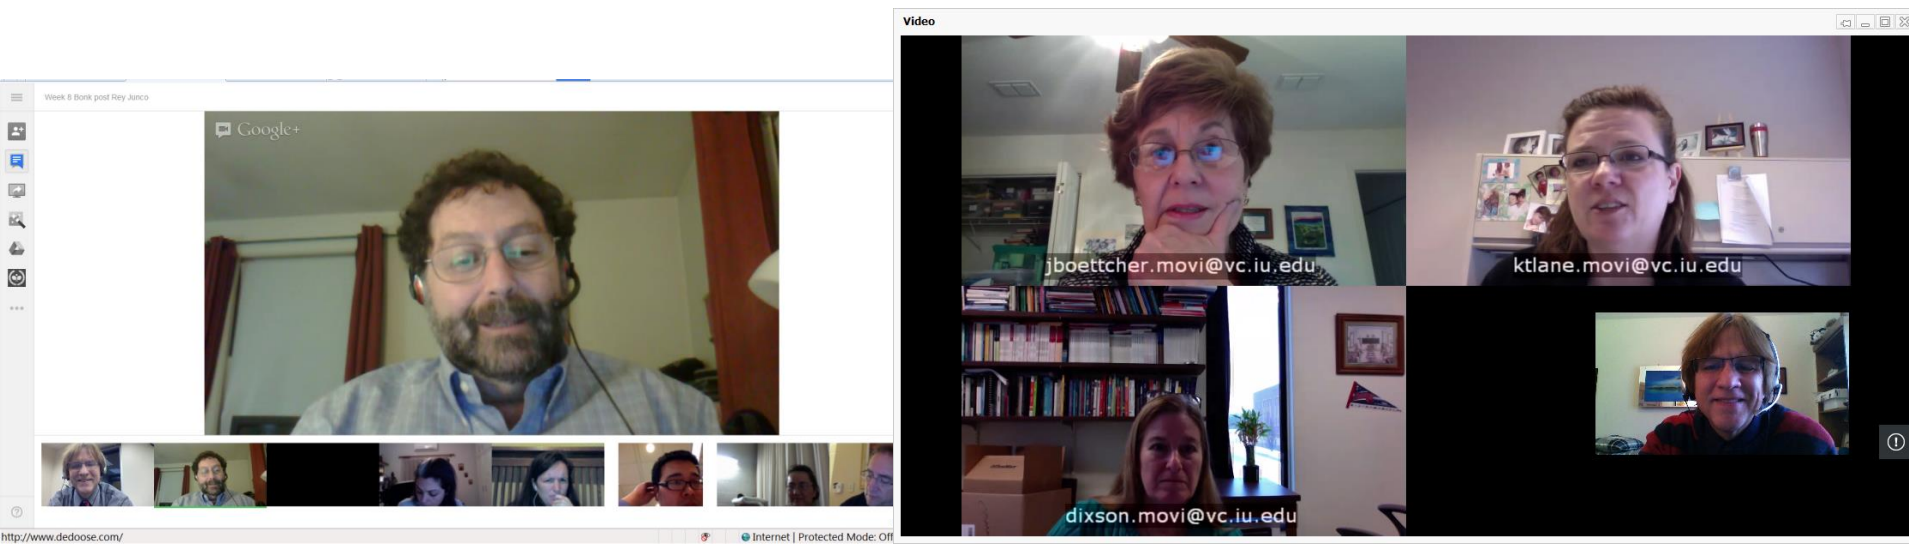 Week 6 Bonk post Rey Junco
Google+
http://www.dedoose.com/
Internet | Protected Mode: Off
Video
jboettcher.movi@vc.iu.edu
ktlane.movi@vc.iu.edu
dixson.movi@vc.iu.edu